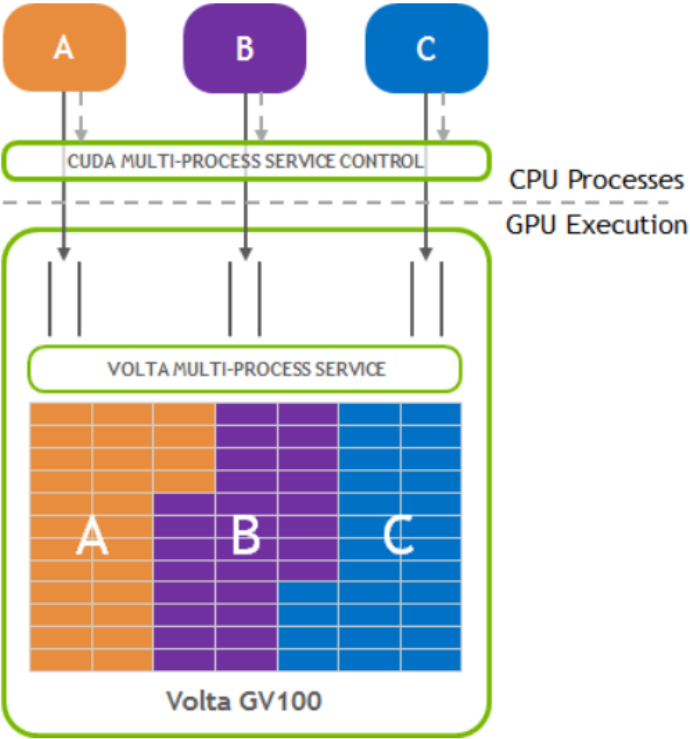 A B C
CUDA MULTI-PROCESS SERVICE CONTROL
CPU Processes
GPU Execution
VOLTA MULTI-PROCESS SERVICE
A B C
Volta GV100